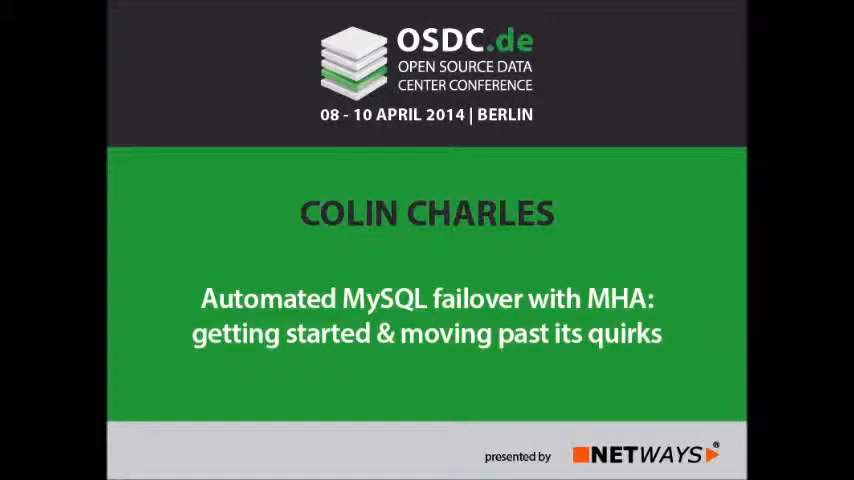 OSDC.de
OPEN SOURCE DATA
CENTER CONFERENCE
08 - 10 APRIL 2014 | BERLIN
COLIN CHARLES
Automated MySQL failover with MHA:
getting started & moving past its quirks
presented by NETWAYS®